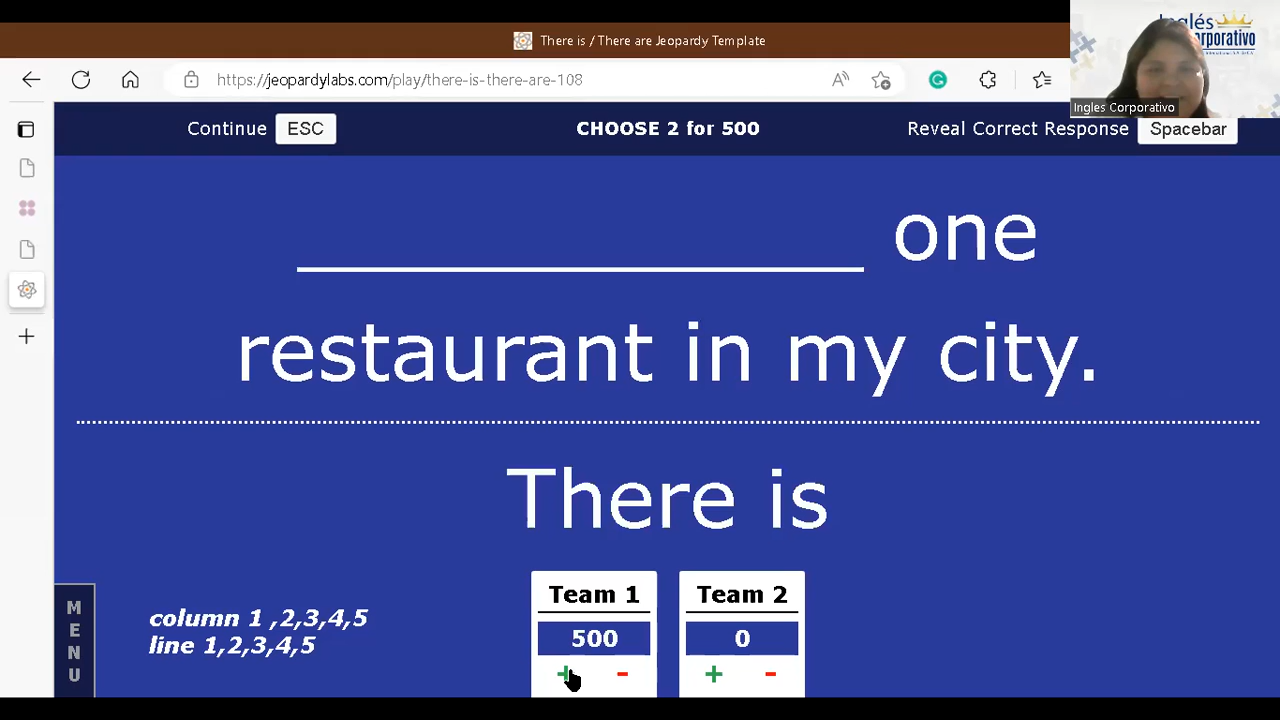 Inglés
Corporativo
There is / There are Jeopardy Template
https://jeopardylabs.com/play/there-is-there-are-108
Ingles Corporativo
Continue ESC
CHOOSE 2 for 500
Reveal Correct Response Spacebar
_______________ one
restaurant in my city.
There is
MENU
column 1 ,2,3,4,5
line 1,2,3,4,5
Team 1
500
+ -
Team 2
0
+ -